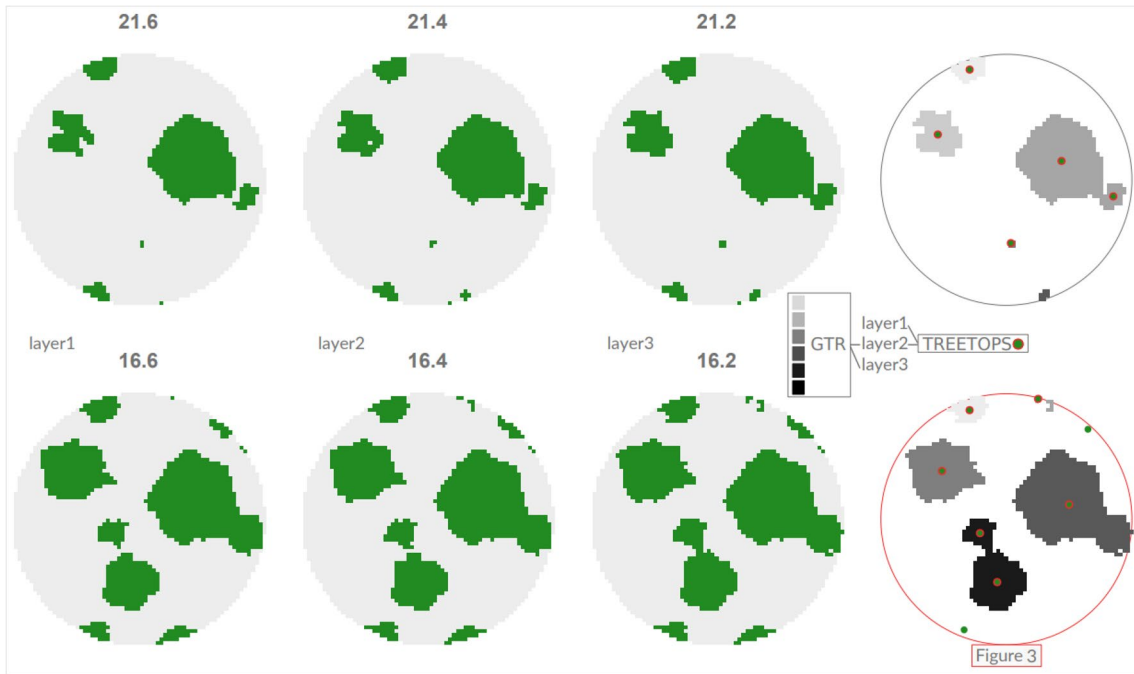 21.6
21.4
21.2
layer1
layer2
layer3
GTR
layer1
layer2
layer3
TREETOPS
16.6
16.4
16.2
Figure 3